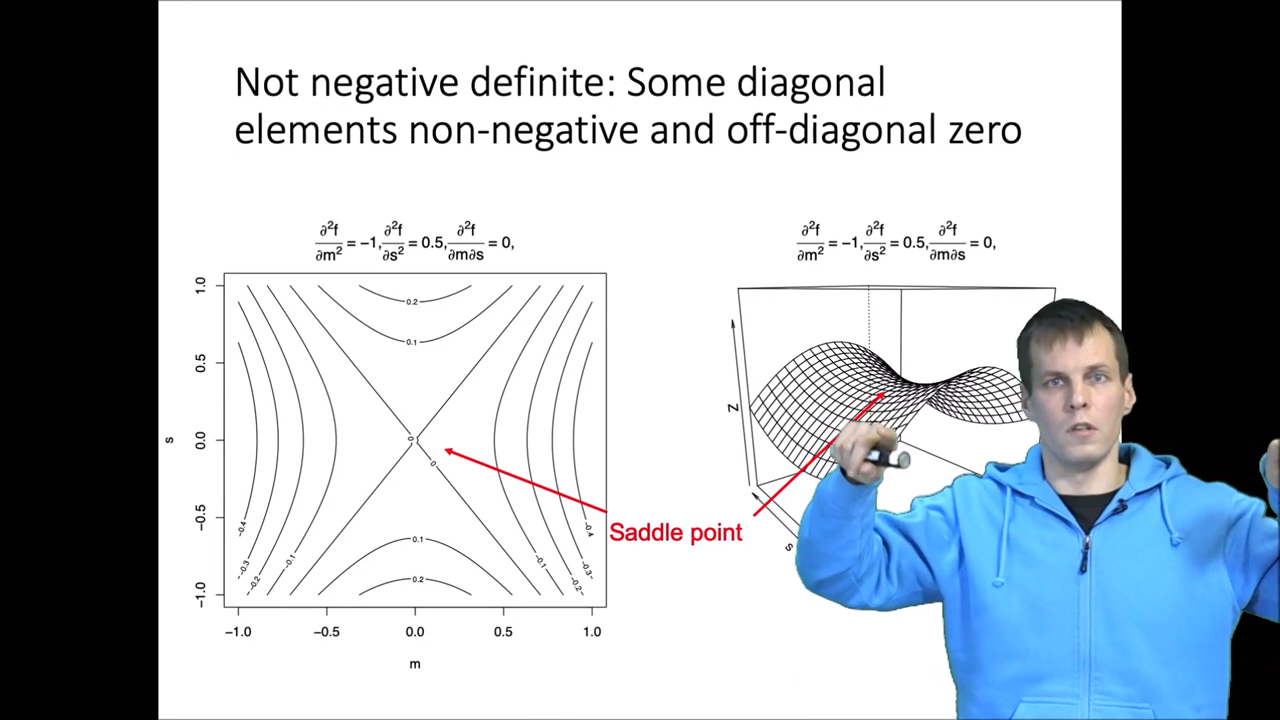 Not negative definite: Some diagonal
elements non-negative and off-diagonal zero
∂²f/∂m² = −1, ∂²f/∂s² = 0.5, ∂²f/∂m∂s = 0,
∂²f/∂m² = −1, ∂²f/∂s² = 0.5, ∂²f/∂m∂s = 0,
1.0
0.2
0.1
0.5
Z
s
0.0
0
0
−0.5
-0.4
-0.4
Saddle point
s
0.1
-0.1
-0.1
-0.3
-0.3
-0.2
-0.2
0.2
−1.0
−1.0
−0.5
0.0
0.5
1.0
m